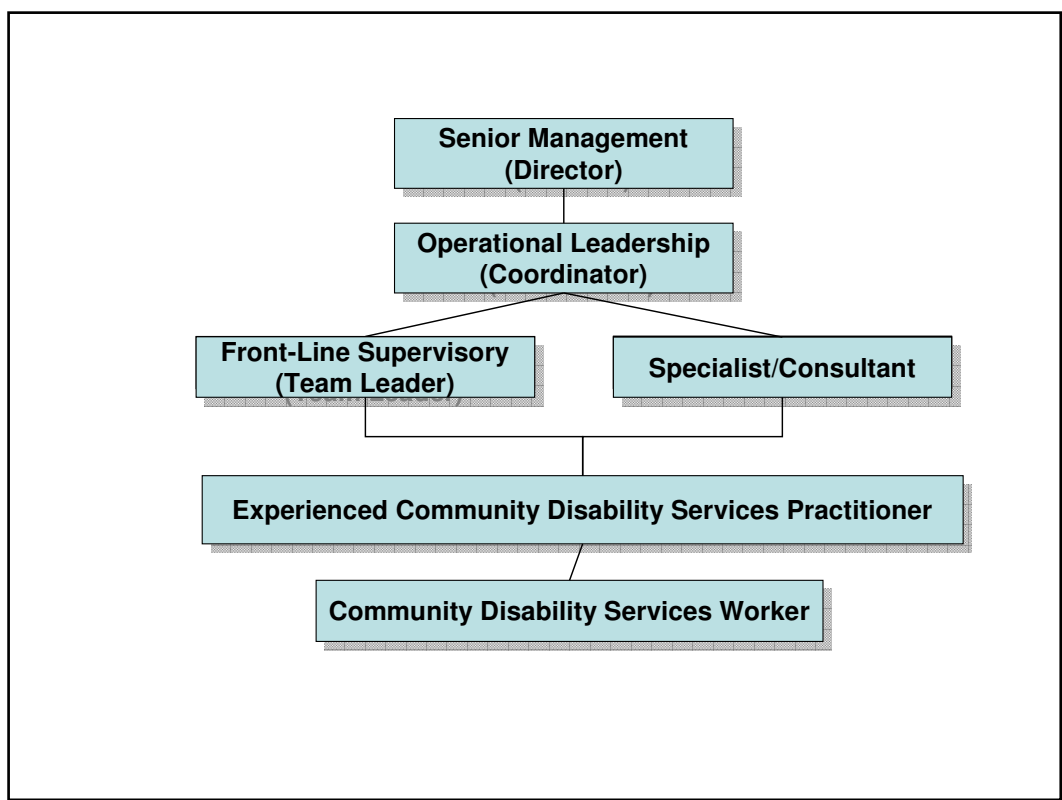 Senior Management
(Director)
Operational Leadership
(Coordinator)
Front-Line Supervisory
(Team Leader)
Specialist/Consultant
Experienced Community Disability Services Practitioner
Community Disability Services Worker